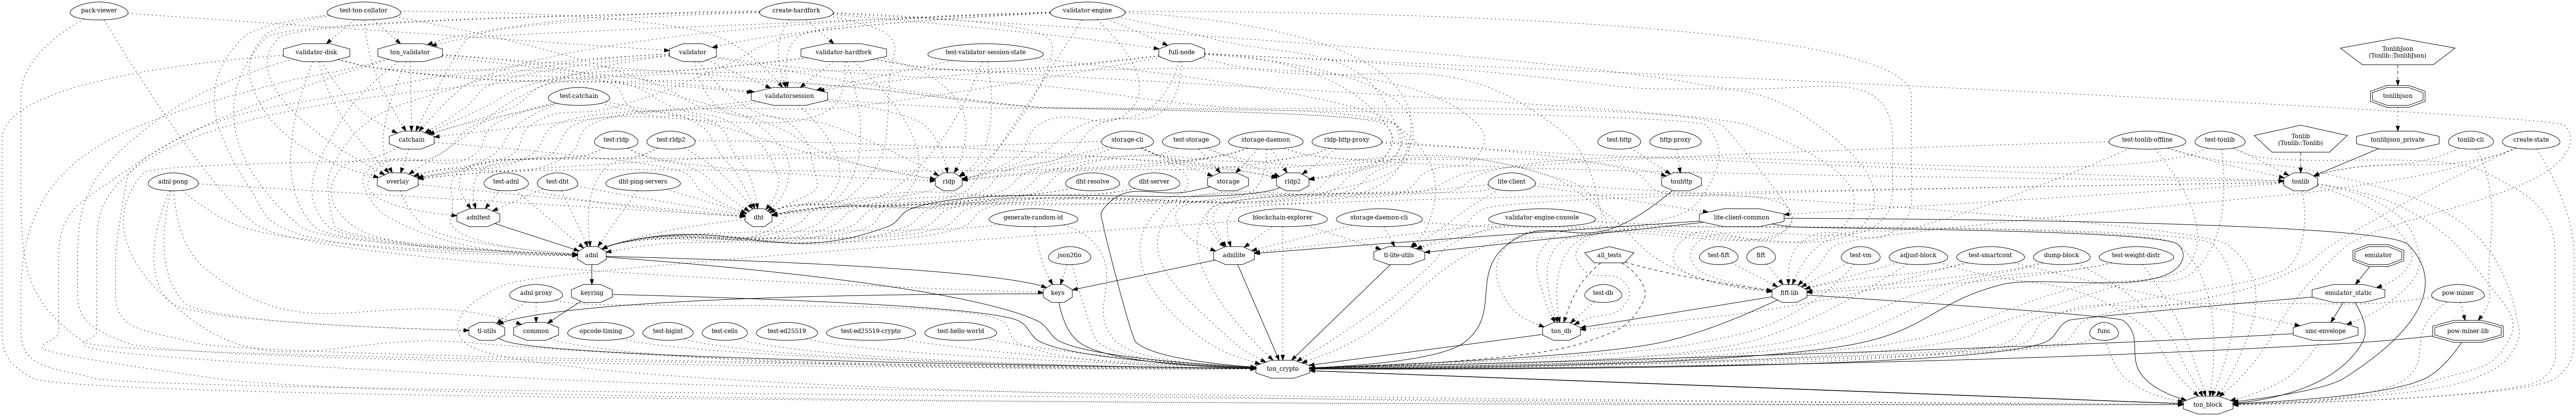 pack-viewer
test-ton-collator
create-hardfork
validator-engine
validator-disk
ton_validator
validator
validator-hardfork
test-validator-session-state
full-node
TonlibJson
(Tonlib::TonlibJson)
test-catchain
validatorsession
tonlibjson
catchain
test-rldp
test-rldp2
storage-cli
test-storage
storage-daemon
rldp-http-proxy
test-http
http-proxy
test-tonlib-offline
test-tonlib
Tonlib
(Tonlib::Tonlib)
tonlibjson_private
tonlib-cli
create-state
adnl-pong
overlay
test-adnl
test-dht
dht-ping-servers
rldp
dht-resolve
dht-server
storage
rldp2
lite-client
tonhttp
tonlib
adnltest
dht
generate-random-id
blockchain-explorer
storage-daemon-cli
validator-engine-console
lite-client-common
adnl
json2tlo
adnllite
tl-lite-utils
all_tests
test-fift
fift
test-vm
adjust-block
test-smartcont
dump-block
test-weight-distr
emulator
adnl-proxy
keyring
keys
test-db
fift-lib
emulator_static
pow-miner
tl-utils
common
opcode-timing
test-bigint
test-cells
test-ed25519
test-ed25519-crypto
test-hello-world
ton_db
func
smc-envelope
pow-miner-lib
ton_crypto
ton_block